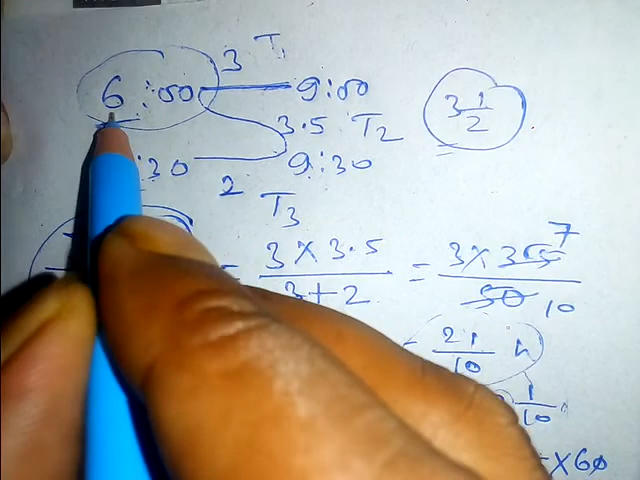 3 T1
6 : 00 9 : 00
3 1/2
3.5 T2
: 30 9 : 30
2 T3
= 3 × 3.5 / 3 + 2 = 3 × 35 7 / 50 10
21 / 10 h
1 / 10
× 60